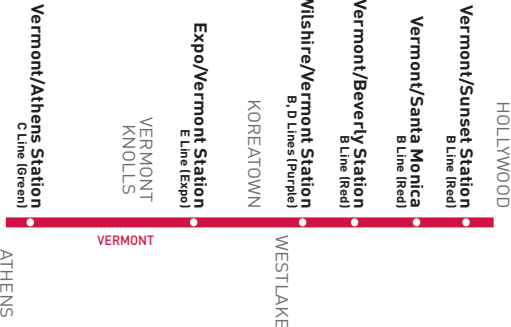 Vermont/Athens Station
C Line (Green)
VERMONT
KNOLLS
Expo/Vermont Station
E Line (Expo)
KOREATOWN
Wilshire/Vermont Station
B, D Lines (Purple)
Vermont/Beverly Station
B Line (Red)
Vermont/Santa Monica
B Line (Red)
Vermont/Sunset Station
B Line (Red)
HOLLYWOOD
ATHENS
VERMONT
WESTLAKE